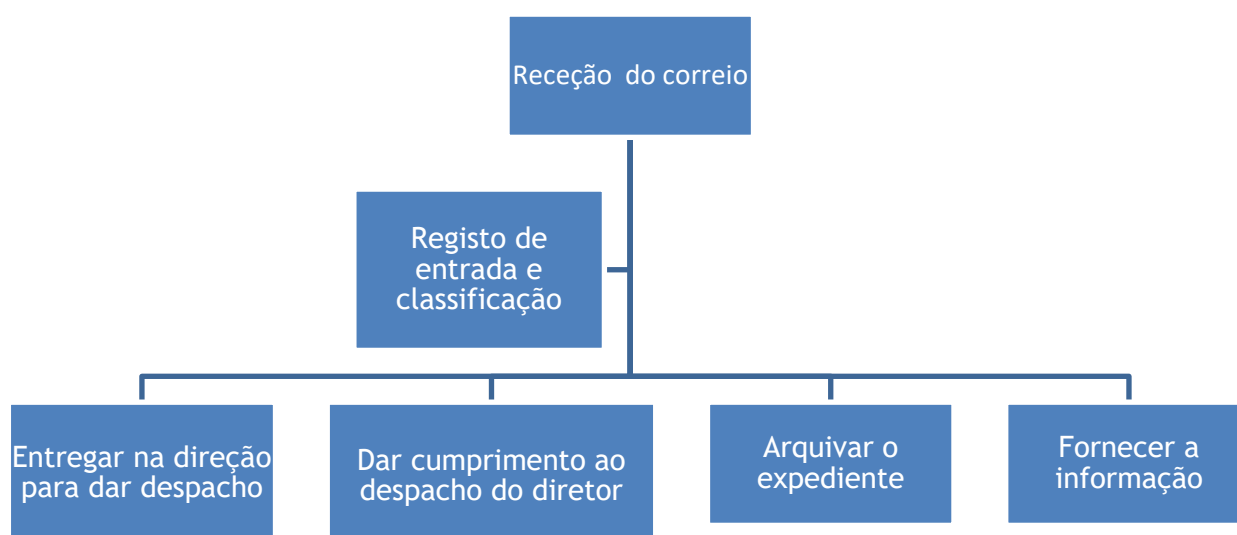 Receção do correio
Registo de
entrada e
classificação
Entregar na direção
para dar despacho
Dar cumprimento ao
despacho do diretor
Arquivar o
expediente
Fornecer a
informação